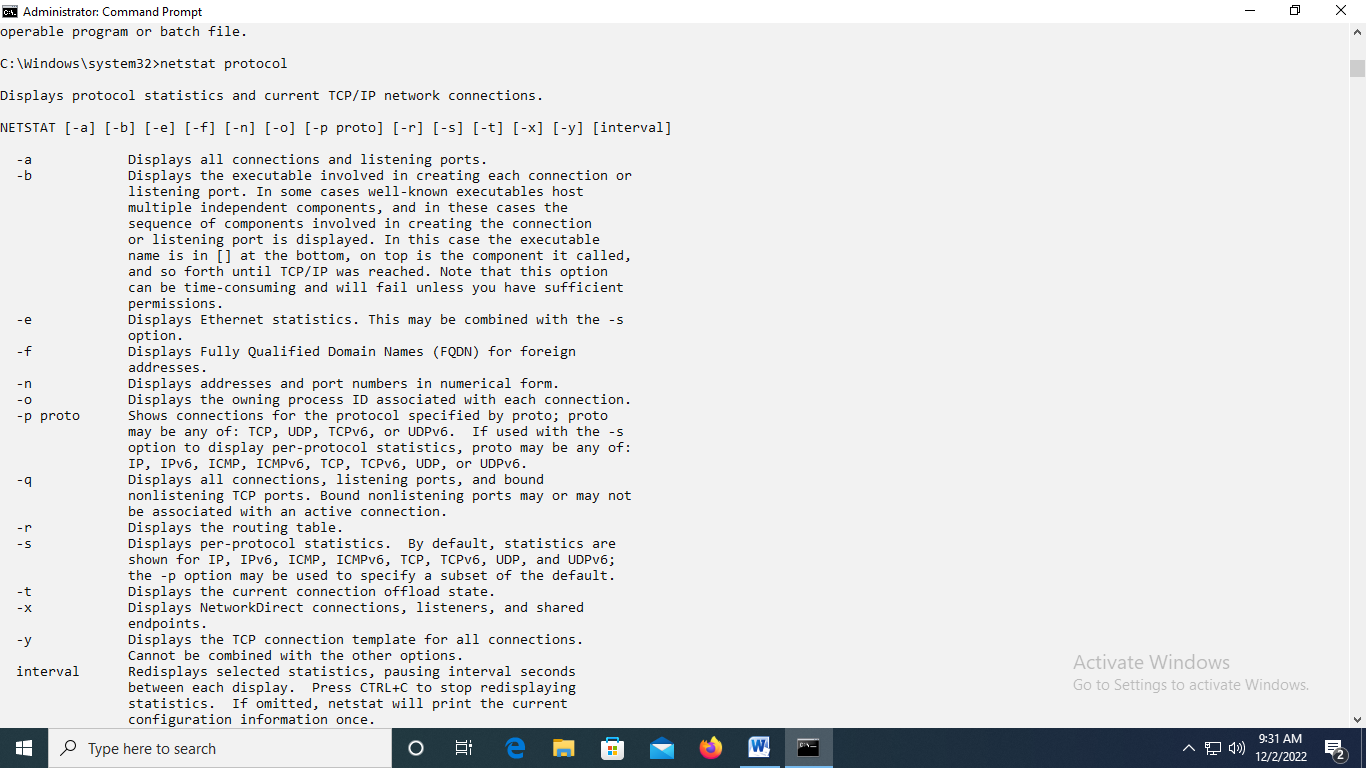 Administrator: Command Prompt
operable program or batch file.
C:\Windows\system32>netstat protocol
Displays protocol statistics and current TCP/IP network connections.
NETSTAT [-a] [-b] [-e] [-f] [-n] [-o] [-p proto] [-r] [-s] [-t] [-x] [-y] [interval]
-a Displays all connections and listening ports.
-b Displays the executable involved in creating each connection or
listening port. In some cases well-known executables host
multiple independent components, and in these cases the
sequence of components involved in creating the connection
or listening port is displayed. In this case the executable
name is in [] at the bottom, on top is the component it called,
and so forth until TCP/IP was reached. Note that this option
can be time-consuming and will fail unless you have sufficient
permissions.
-e Displays Ethernet statistics. This may be combined with the -s
option.
-f Displays Fully Qualified Domain Names (FQDN) for foreign
addresses.
-n Displays addresses and port numbers in numerical form.
-o Displays the owning process ID associated with each connection.
-p proto Shows connections for the protocol specified by proto; proto
may be any of: TCP, UDP, TCPv6, or UDPv6.  If used with the -s
option to display per-protocol statistics, proto may be any of:
IP, IPv6, ICMP, ICMPv6, TCP, TCPv6, UDP, or UDPv6.
-q Displays all connections, listening ports, and bound
nonlistening TCP ports. Bound nonlistening ports may or may not
be associated with an active connection.
-r Displays the routing table.
-s Displays per-protocol statistics.  By default, statistics are
shown for IP, IPv6, ICMP, ICMPv6, TCP, TCPv6, UDP, and UDPv6;
the -p option may be used to specify a subset of the default.
-t Displays the current connection offload state.
-x Displays NetworkDirect connections, listeners, and shared
endpoints.
-y Displays the TCP connection template for all connections.
Cannot be combined with the other options.
interval Redisplays selected statistics, pausing interval seconds
between each display.  Press CTRL+C to stop redisplaying
statistics.  If omitted, netstat will print the current
configuration information once.
Activate Windows
Go to Settings to activate Windows.
Type here to search
9:31 AM
12/2/2022
2